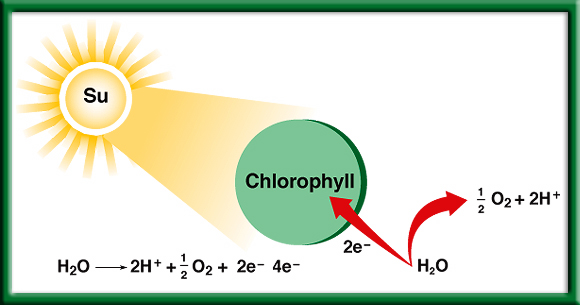 Su
Chlorophyll
½ O₂ + 2H⁺
2e⁻
H₂O
H₂O ⟶ 2H⁺ + ½ O₂ + 2e⁻ 4e⁻